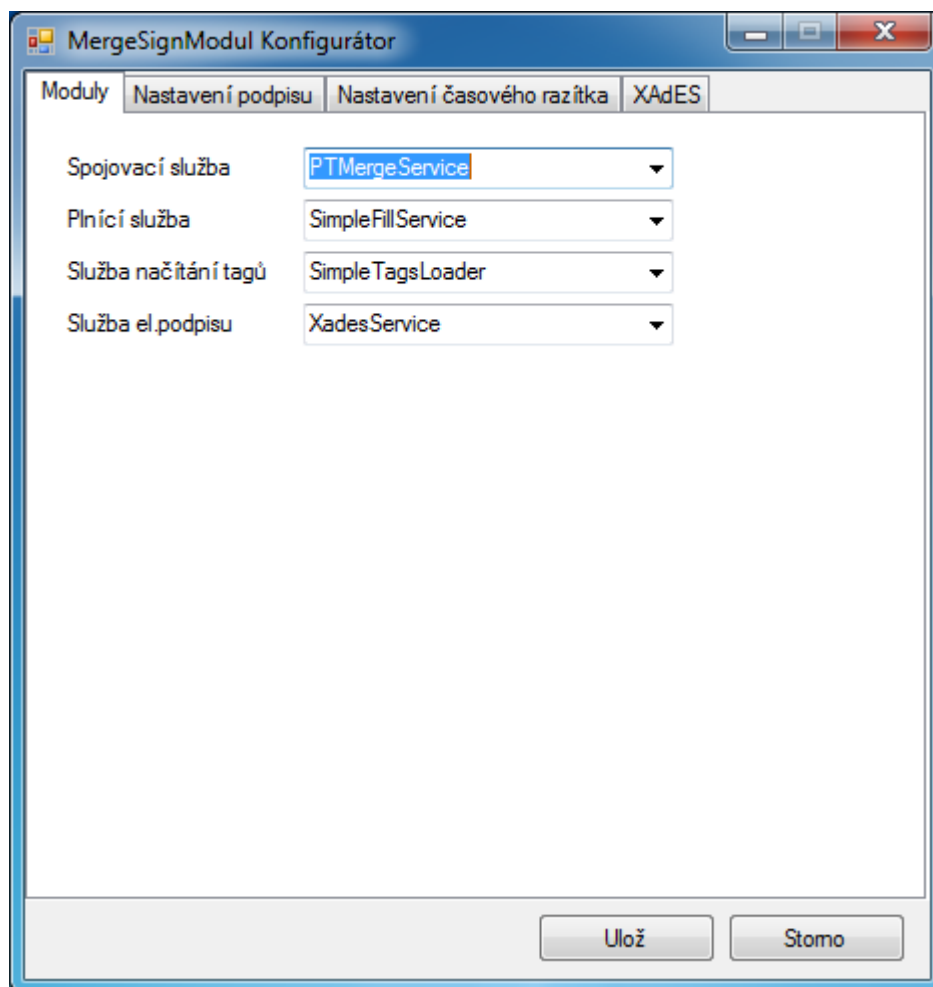 MergeSignModul Konfigurátor
Moduly Nastavení podpisu Nastavení časového razítka XAdES
Spojovací služba PTMergeService
Plnící služba SimpleFillService
Služba načítání tagů SimpleTagsLoader
Služba el.podpisu XadesService
Ulož Storno